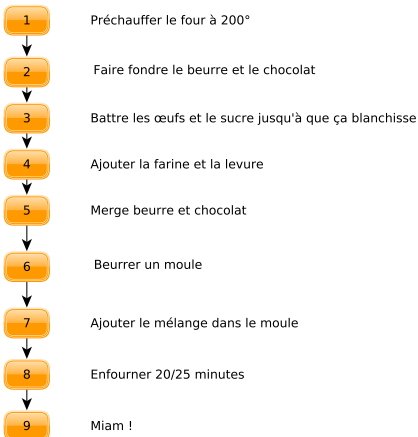 1 Préchauffer le four à 200°
2 Faire fondre le beurre et le chocolat
3 Battre les œufs et le sucre jusqu'à que ça blanchisse
4 Ajouter la farine et la levure
5 Merge beurre et chocolat
6 Beurrer un moule
7 Ajouter le mélange dans le moule
8 Enfourner 20/25 minutes
9 Miam !